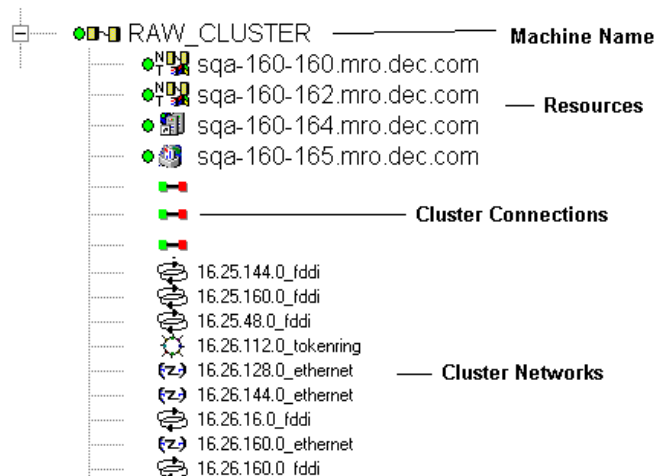 RAW_CLUSTER Machine Name
NT sqa-160-160.mro.dec.com
NT sqa-160-162.mro.dec.com
Resources
sqa-160-164.mro.dec.com
sqa-160-165.mro.dec.com
Cluster Connections
16.25.144.0_fddi
16.25.160.0_fddi
16.25.48.0_fddi
16.26.112.0_tokenring
16.26.128.0_ethernet Cluster Networks
16.26.144.0_ethernet
16.26.16.0_fddi
16.26.160.0_ethernet
16.26.160.0_fddi